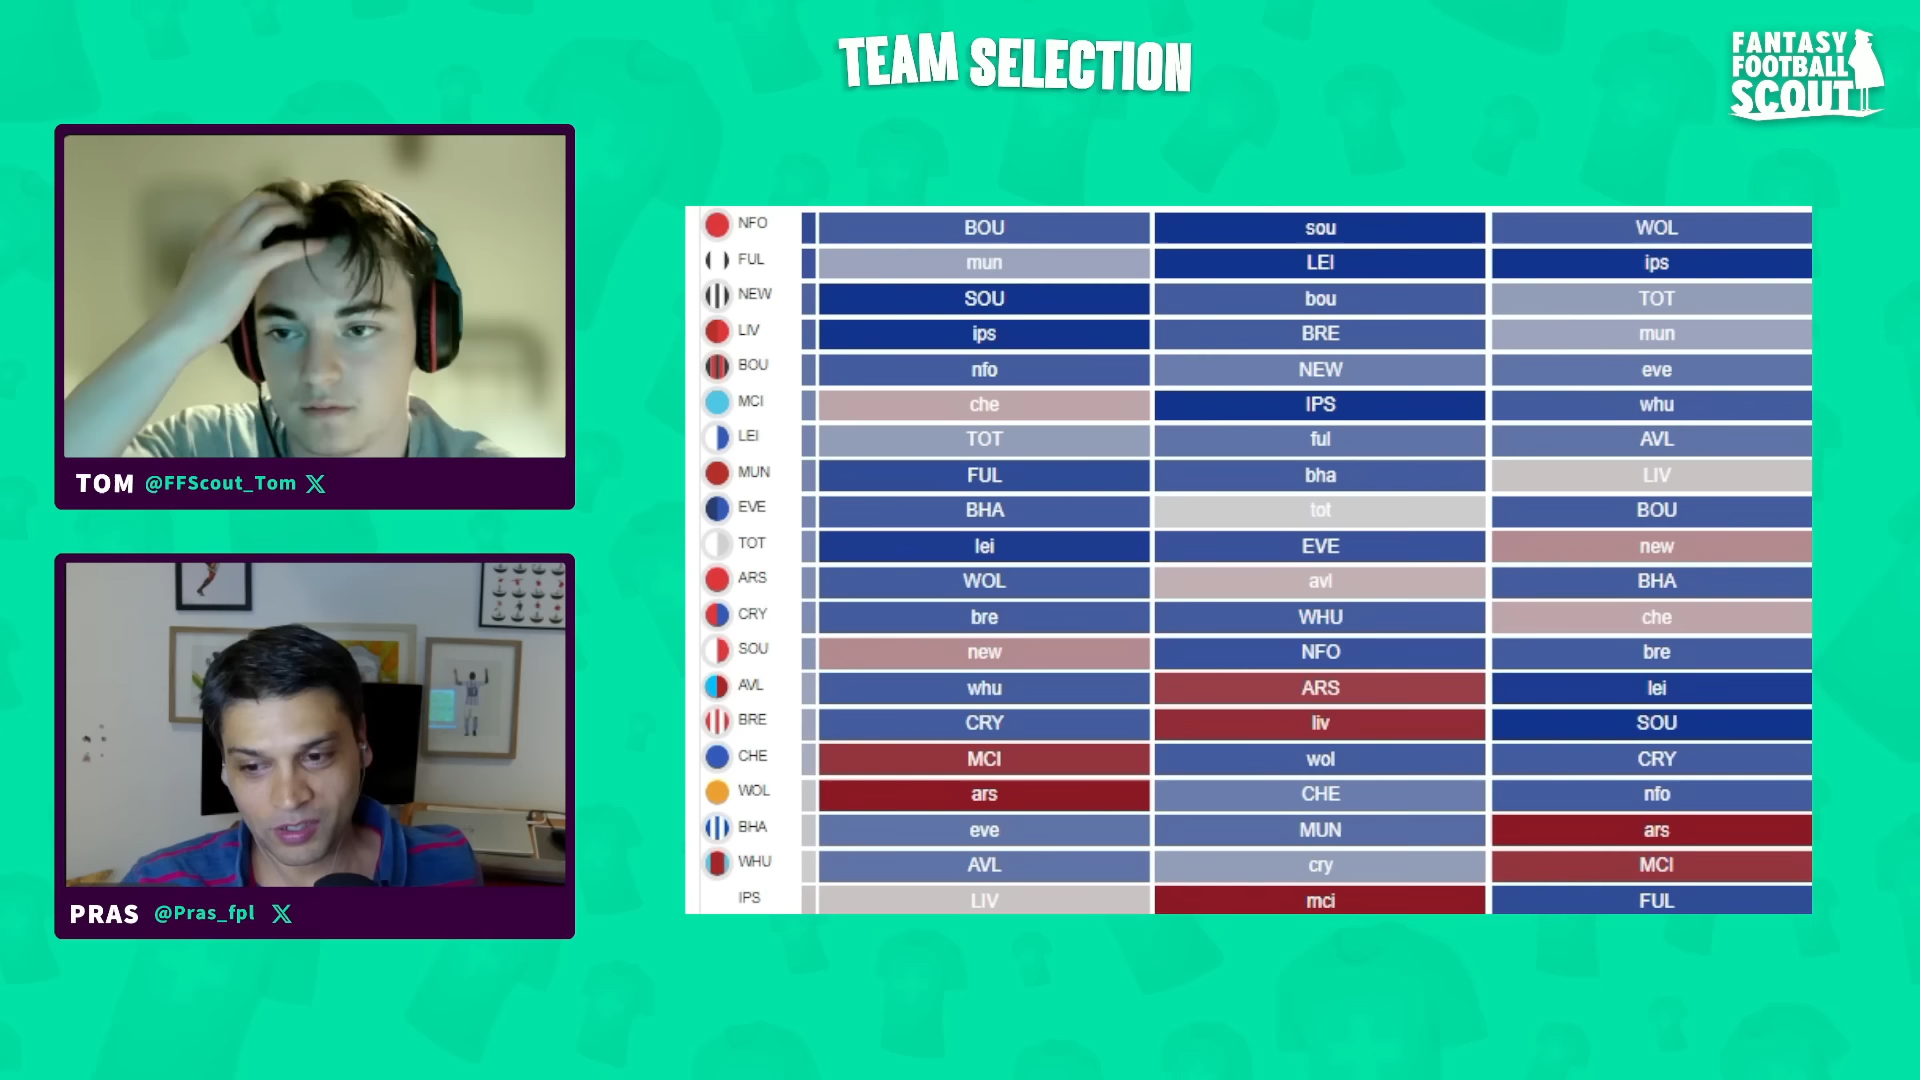 TEAM SELECTION
FANTASY
FOOTBALL
SCOUT
TOM @FFScout_Tom X
PRAS @Pras_fpl X
NFO BOU sou WOL
FUL mun LEI ips
NEW SOU bou TOT
LIV ips BRE mun
BOU nfo NEW eve
MCI che IPS whu
LEI TOT ful AVL
MUN FUL bha LIV
EVE BHA tot BOU
TOT lei EVE new
ARS WOL avl BHA
CRY bre WHU che
SOU new NFO bre
AVL whu ARS lei
BRE CRY liv SOU
CHE MCI wol CRY
WOL ars CHE nfo
BHA eve MUN ars
WHU AVL cry MCI
IPS LIV mci FUL